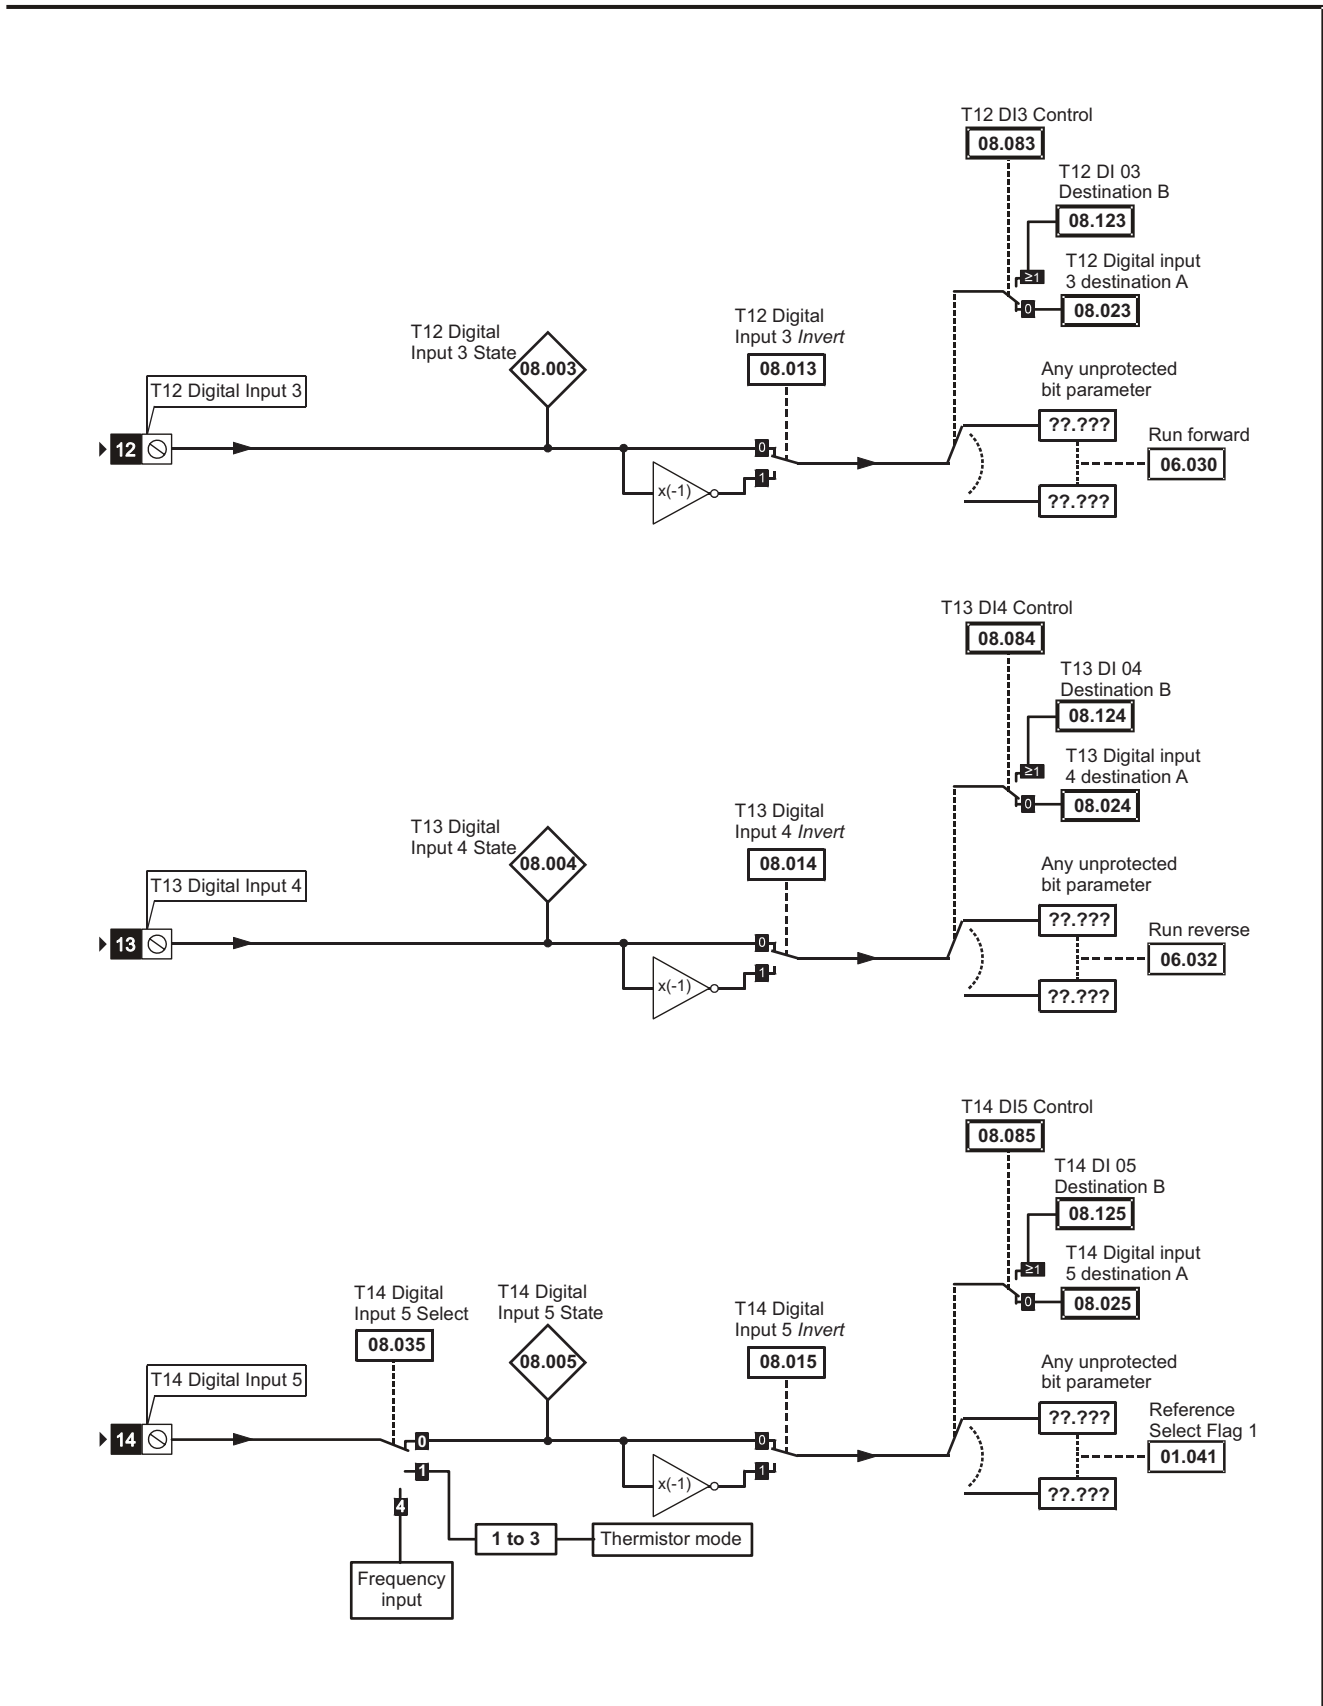 T12 DI3 Control
08.083
T12 DI 03
Destination B
08.123
≥1
T12 Digital input
3 destination A
0
08.023
T12 Digital
Input 3 State
08.003
T12 Digital
Input 3 Invert
08.013
T12 Digital Input 3
12
0
1
x(-1)
Any unprotected
bit parameter
??.???
Run forward
06.030
??.???
T13 DI4 Control
08.084
T13 DI 04
Destination B
08.124
≥1
T13 Digital input
4 destination A
0
08.024
T13 Digital
Input 4 State
08.004
T13 Digital
Input 4 Invert
08.014
T13 Digital Input 4
13
0
1
x(-1)
Any unprotected
bit parameter
??.???
Run reverse
06.032
??.???
T14 DI5 Control
08.085
T14 DI 05
Destination B
08.125
≥1
T14 Digital input
5 destination A
0
08.025
T14 Digital
Input 5 Select
08.035
T14 Digital
Input 5 State
08.005
T14 Digital
Input 5 Invert
08.015
T14 Digital Input 5
14
0
1
4
0
1
x(-1)
Any unprotected
bit parameter
??.???
Reference
Select Flag 1
01.041
??.???
1 to 3
Thermistor mode
Frequency
input